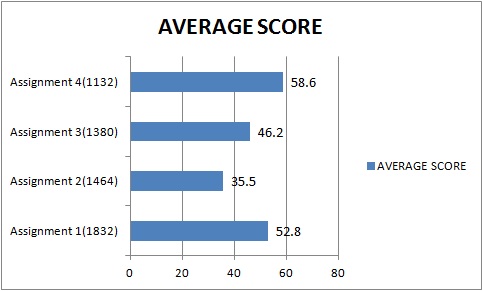 AVERAGE SCORE
Assignment 4(1132)
58.6
Assignment 3(1380)
46.2
AVERAGE SCORE
Assignment 2(1464)
35.5
Assignment 1(1832)
52.8
0 20 40 60 80